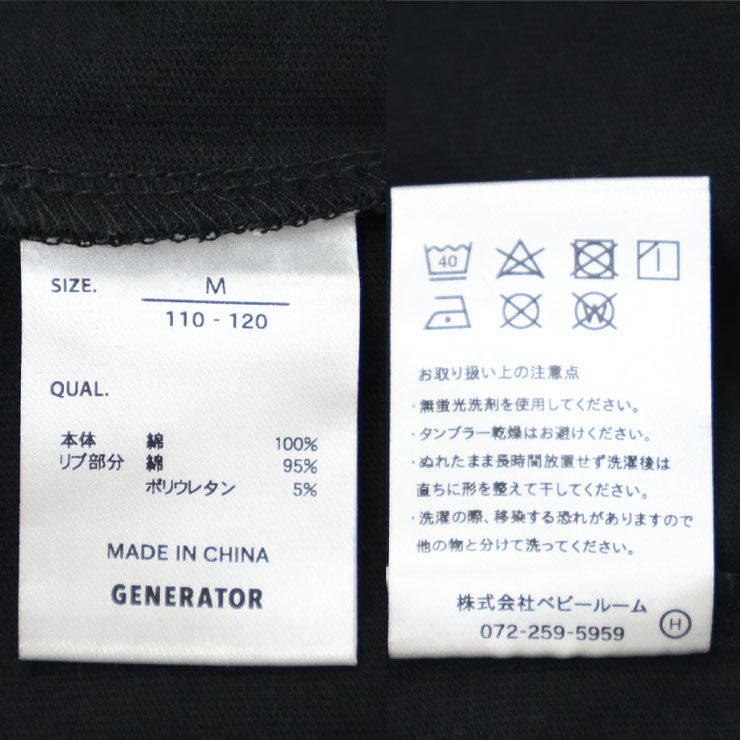 SIZE. M
110 - 120
QUAL.
本体 綿 100%
リブ部分 綿 95%
ポリウレタン 5%
MADE IN CHINA
GENERATOR
40
W
お取り扱い上の注意点
・無蛍光洗剤を使用してください。
・タンブラー乾燥はお避けください。
・ぬれたまま長時間放置せず洗濯後は
直ちに形を整えて干してください。
・洗濯の際、移染する恐れがありますので
他の物と分けて洗ってください。
株式会社ベビールーム
072-259-5959 H